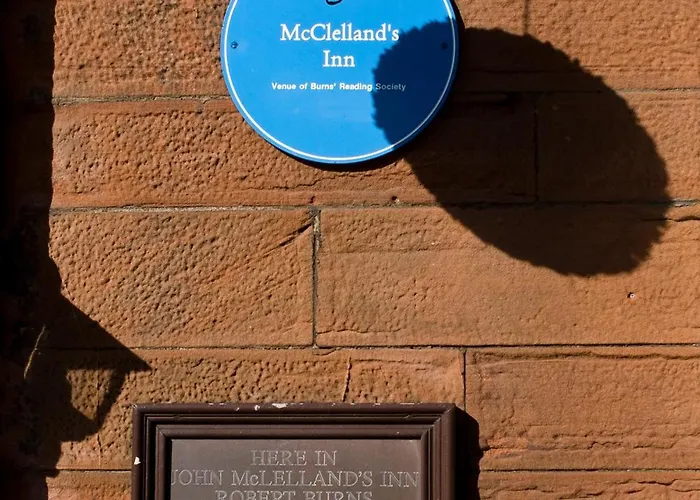 McClelland's
Inn
Venue of Burns' Reading Society
HERE IN
JOHN McLELLAND'S INN
ROBERT BURNS